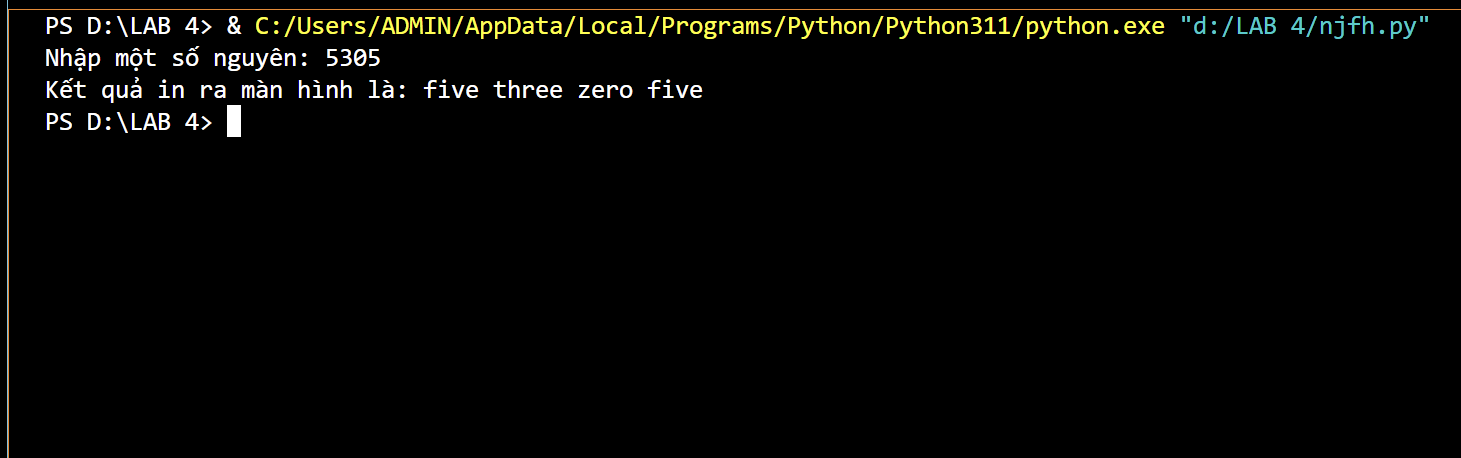 PS D:\LAB 4> & C:/Users/ADMIN/AppData/Local/Programs/Python/Python311/python.exe "d:/LAB 4/njfh.py"
Nhập một số nguyên: 5305
Kết quả in ra màn hình là: five three zero five
PS D:\LAB 4>